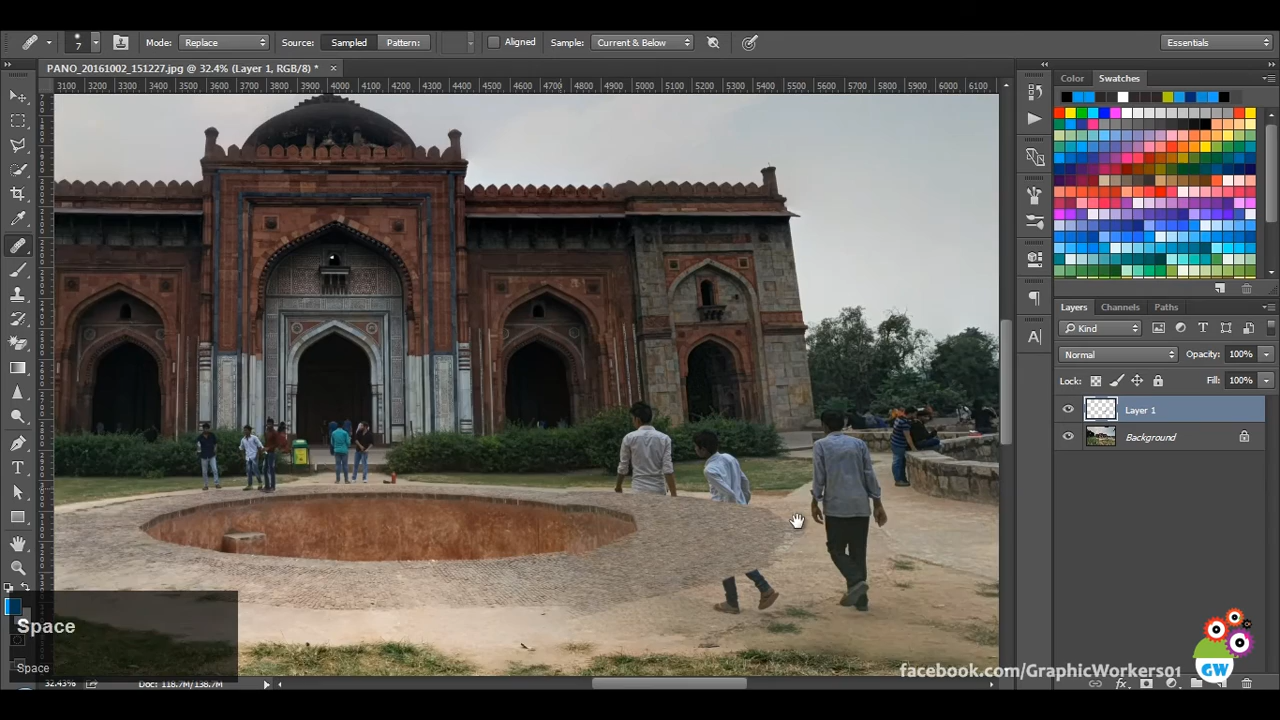 7 Mode: Replace Source: Sampled Pattern: Aligned Sample: Current & Below Essentials
PANO_20161002_151227.jpg @ 32.4% (Layer 1, RGB/8) * ×
3100 3200 3300 3400 3500 3600 3700 3800 3900 4000 4100 4200 4300 4400 4500 4600 4700 4800 4900 5000 5100 5200 5300 5400 5500 5600 5700 5800 5900 6000 6100
Color Swatches
Layers Channels Paths
Kind
Normal Opacity: 100%
Lock: Fill: 100%
Layer 1
Background
Space
Space
32.43% Doc: 118.7M/138.7M
facebook.com/GraphicWorkers01
GW